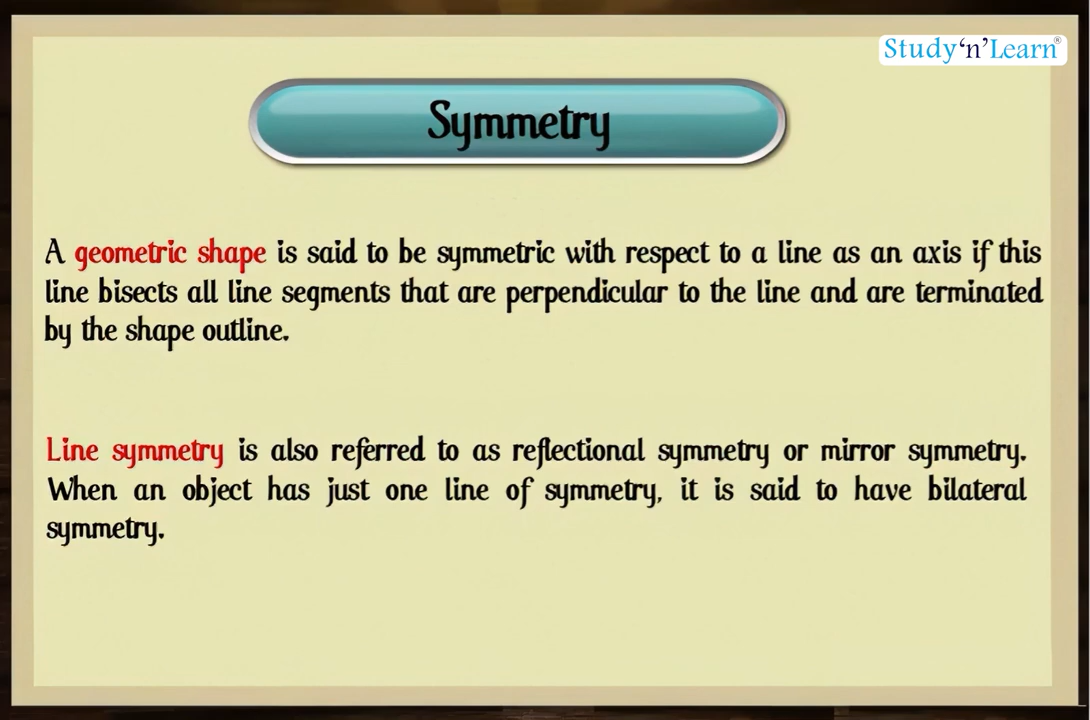 Study‘n’Learn®
Symmetry
A geometric shape is said to be symmetric with respect to a line as an axis if this
line bisects all line segments that are perpendicular to the line and are terminated
by the shape outline.
Line symmetry is also referred to as reflectional symmetry or mirror symmetry.
When an object has just one line of symmetry, it is said to have bilateral
symmetry.